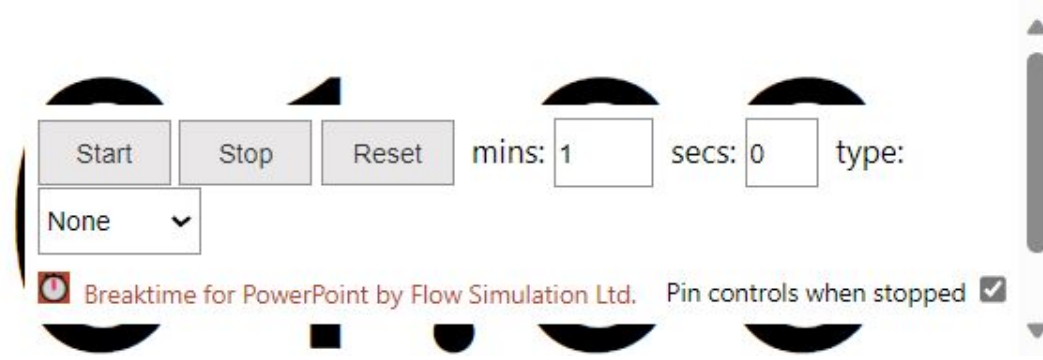 Start Stop Reset mins: 1 secs: 0 type:
None
Breaktime for PowerPoint by Flow Simulation Ltd. Pin controls when stopped